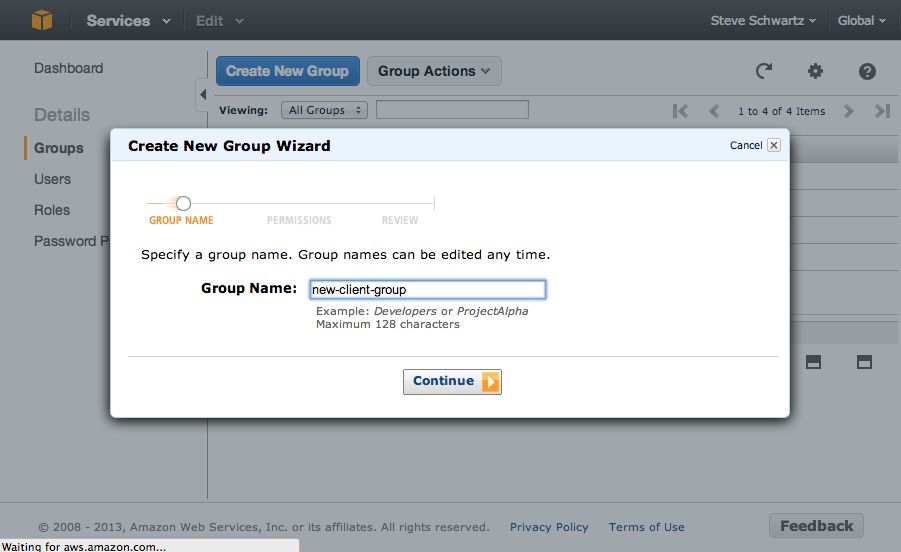 Services Edit Steve Schwartz Global
Dashboard
Create New Group Group Actions
Viewing: All Groups 1 to 4 of 4 Items
Details
Groups
Users
Roles
Password P
Create New Group Wizard Cancel
GROUP NAME PERMISSIONS REVIEW
Specify a group name. Group names can be edited any time.
Group Name: new-client-group
Example: Developers or ProjectAlpha
Maximum 128 characters
Continue
© 2008 - 2013, Amazon Web Services, Inc. or its affiliates. All rights reserved. Privacy Policy Terms of Use Feedback
Waiting for aws.amazon.com...